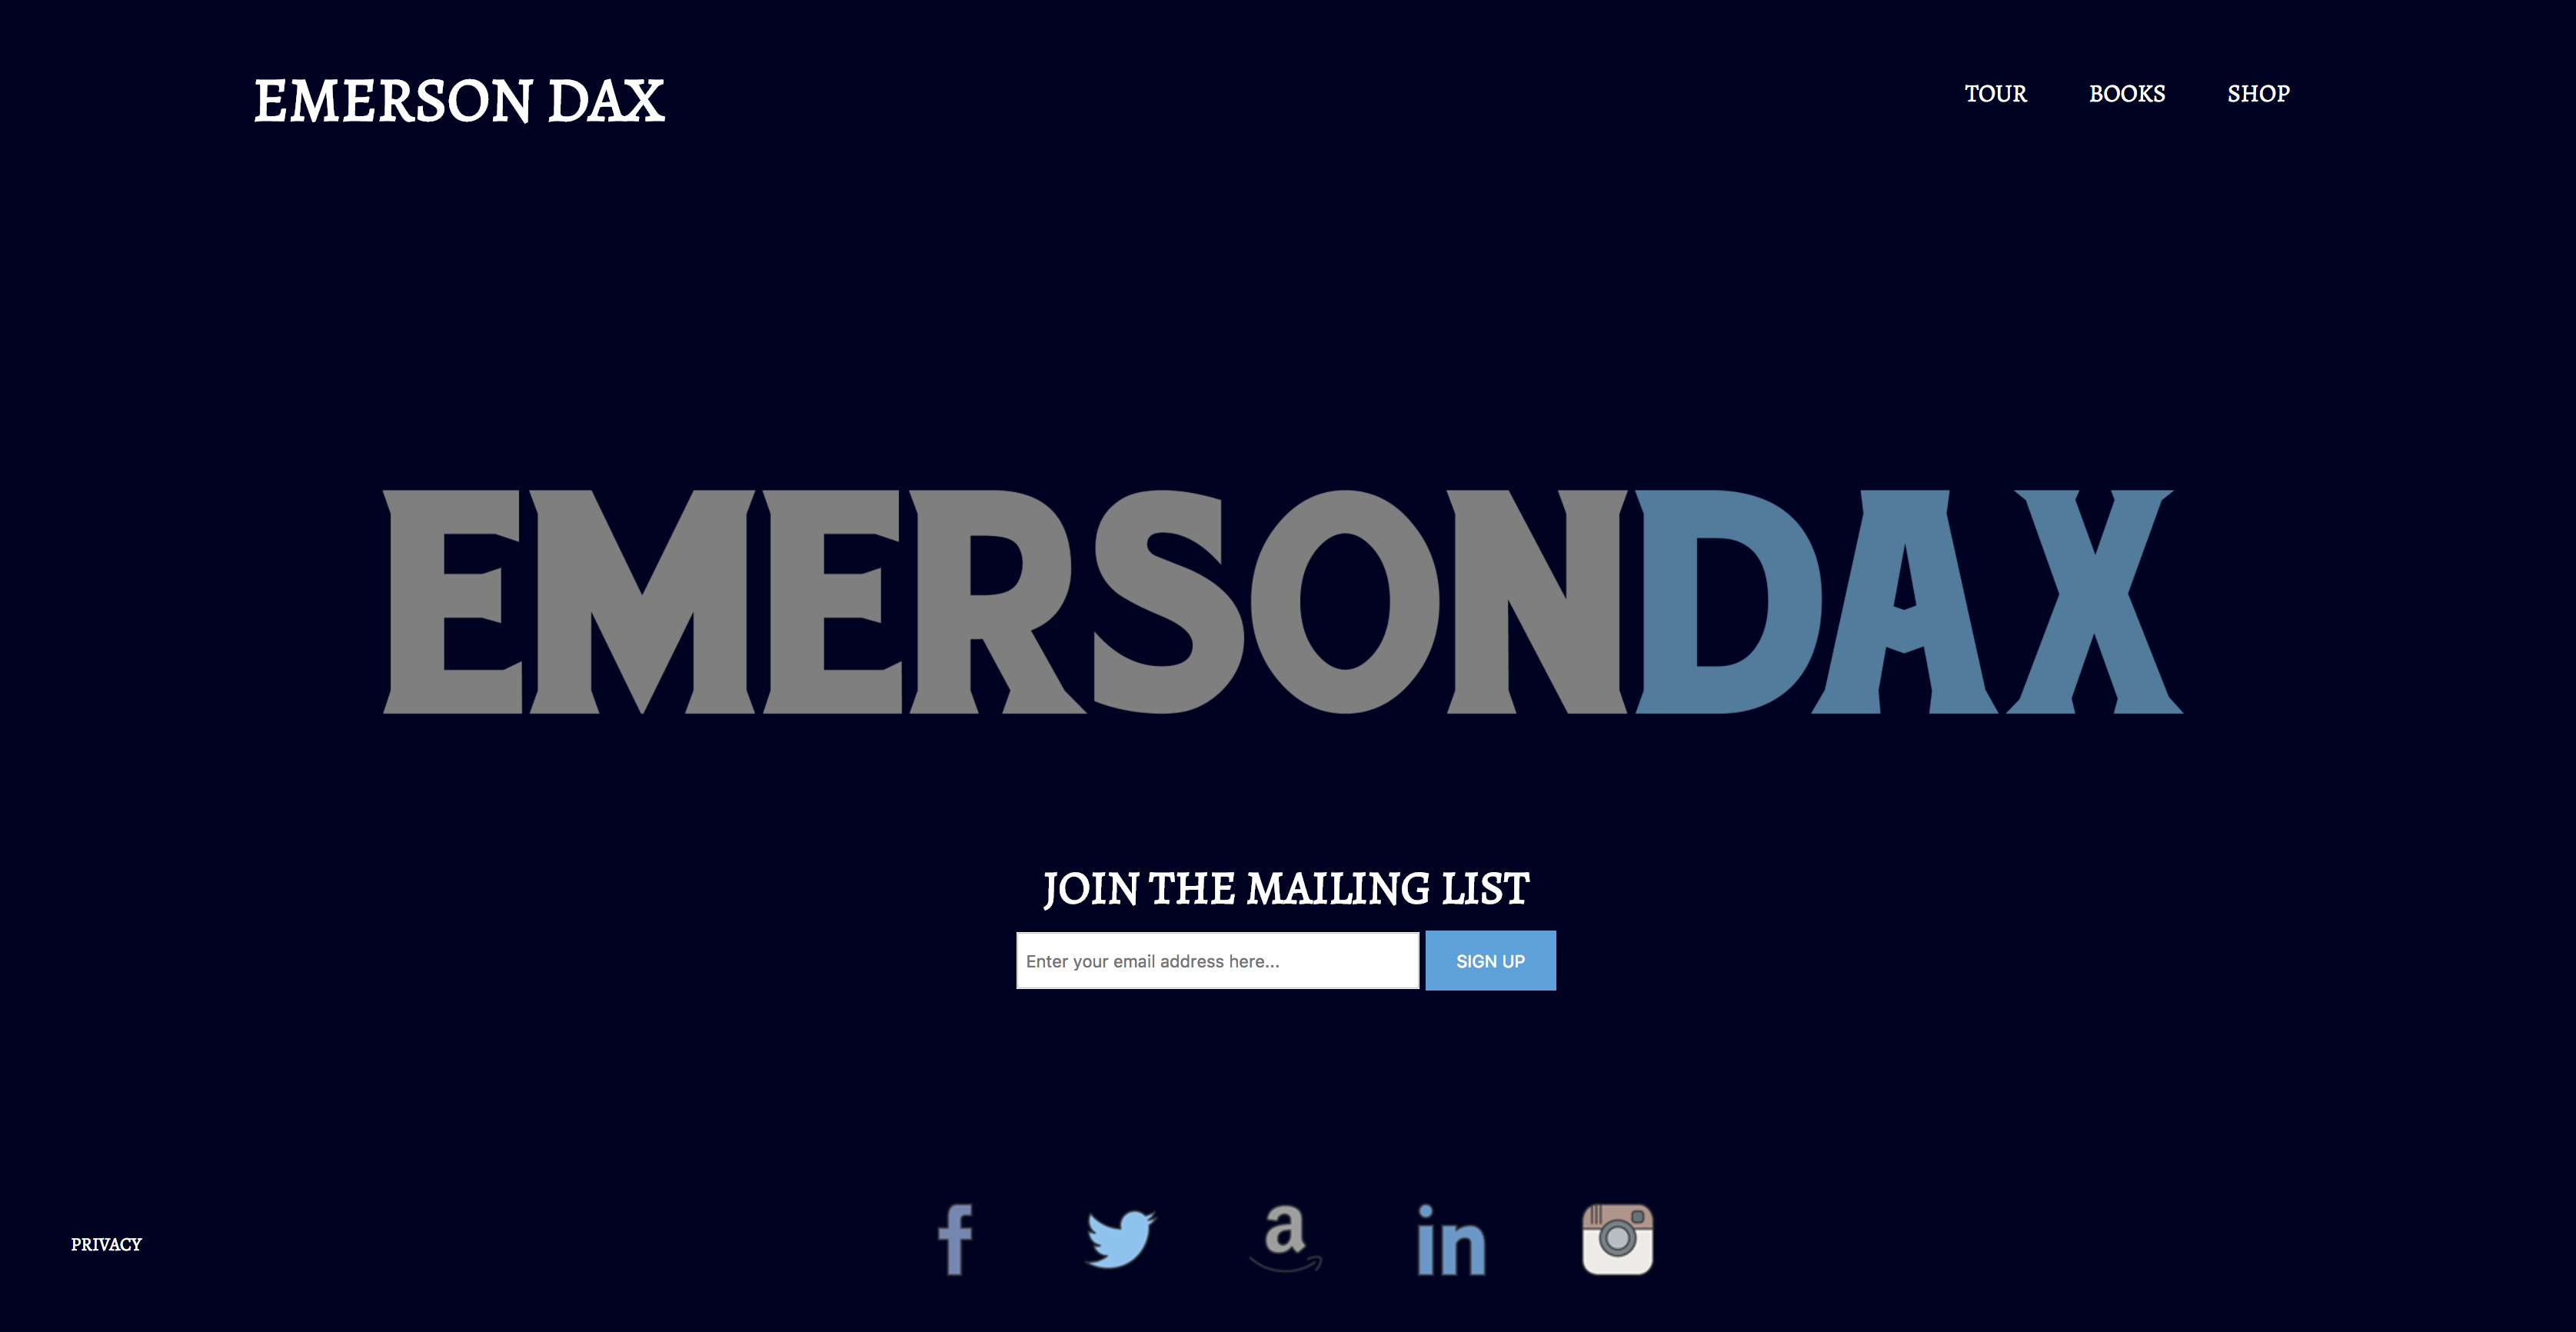 EMERSON DAX
TOUR BOOKS SHOP
EMERSONDAX
JOIN THE MAILING LIST
Enter your email address here... SIGN UP
PRIVACY
f a in